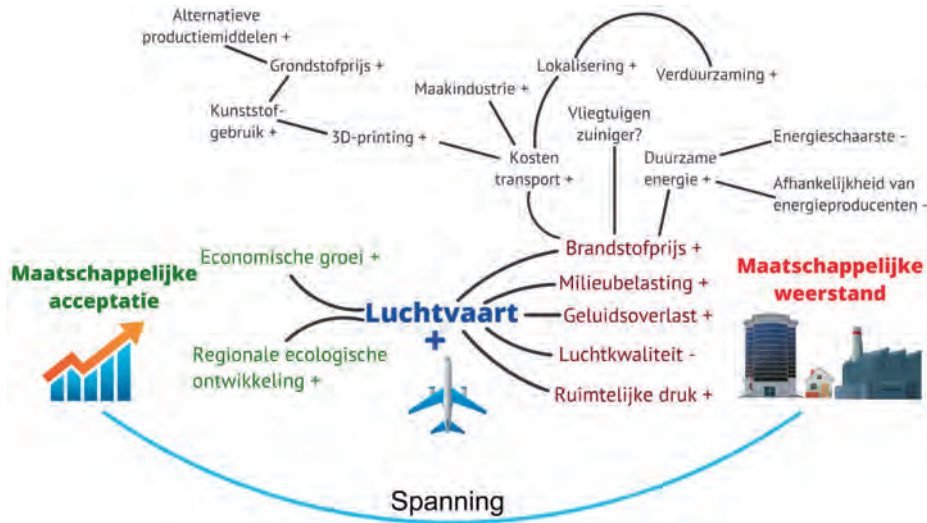 Alternatieve
productiemiddelen +
Grondstofprijs +
Kunststof-
gebruik +
3D-printing +
Maakindustrie +
Lokalisering +
Verduurzaming +
Vliegtuigen
zuiniger?
Kosten
transport +
Duurzame
energie +
Energieschaarste -
Afhankelijkheid van
energieproducenten -
Brandstofprijs +
Economische groei +
Maatschappelijke
acceptatie
Milieubelasting +
Maatschappelijke
weerstand
Luchtvaart
+
Geluidsoverlast +
Regionale ecologische
ontwikkeling +
Luchtkwaliteit -
Ruimtelijke druk +
Spanning